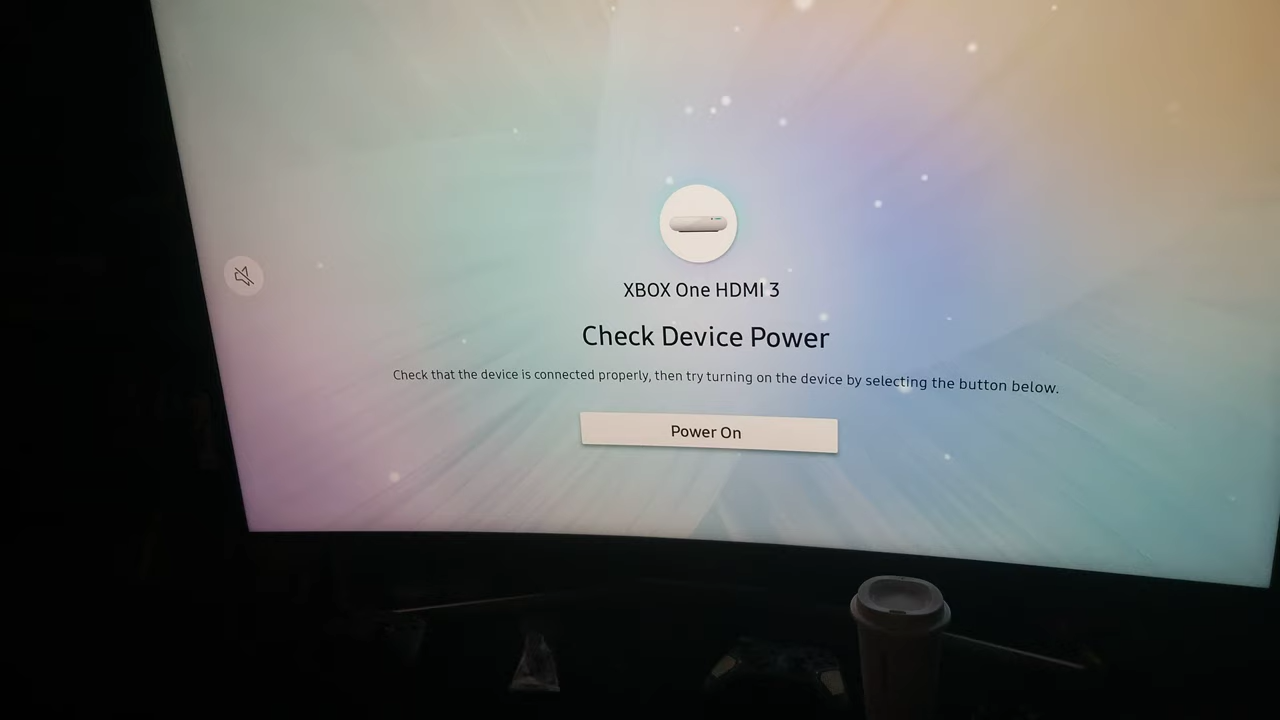 XBOX One HDMI 3
Check Device Power
Check that the device is connected properly, then try turning on the device by selecting the button below.
Power On